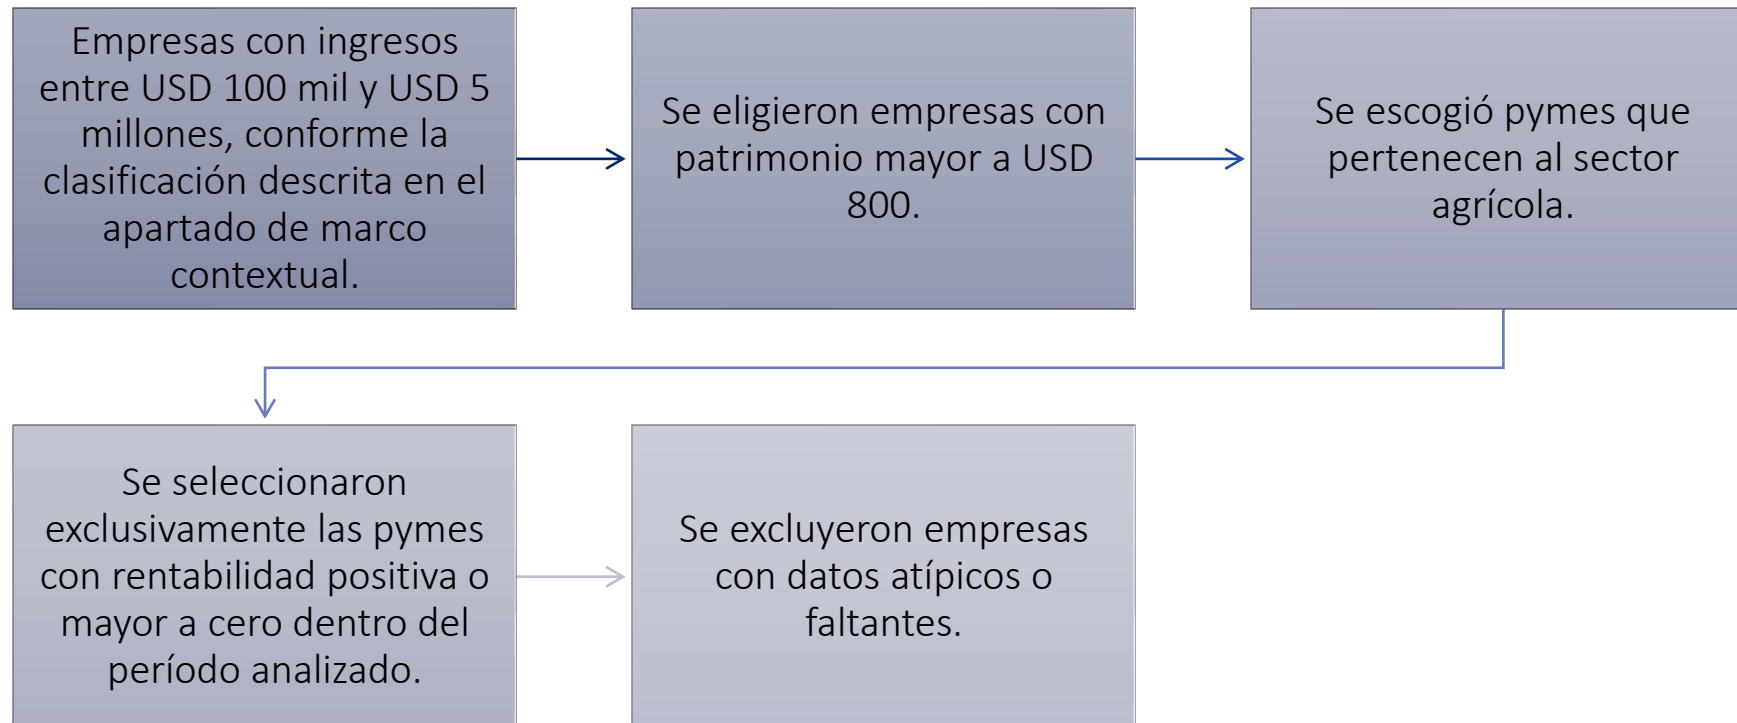 Empresas con ingresos
entre USD 100 mil y USD 5
millones, conforme la
clasificación descrita en el
apartado de marco
contextual.
Se eligieron empresas con
patrimonio mayor a USD
800.
Se escogió pymes que
pertenecen al sector
agrícola.
Se seleccionaron
exclusivamente las pymes
con rentabilidad positiva o
mayor a cero dentro del
período analizado.
Se excluyeron empresas
con datos atípicos o
faltantes.